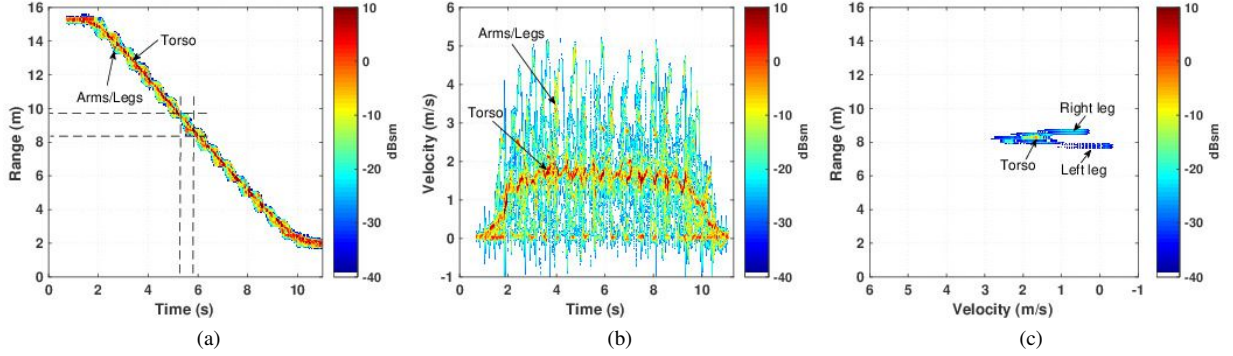 16
14
12
10
8
6
4
2
0
Range (m)
0 2 4 6 8 10
Time (s)
Torso
Arms/Legs
10
0
-10
-20
-30
-40
dBsm
(a)
6
5
4
3
2
1
0
-1
Velocity (m/s)
0 2 4 6 8 10
Time (s)
Arms/Legs
Torso
10
0
-10
-20
-30
-40
dBsm
(b)
16
14
12
10
8
6
4
2
0
Range (m)
6 5 4 3 2 1 0 -1
Velocity (m/s)
Right leg
Torso
Left leg
10
0
-10
-20
-30
-40
dBsm
(c)